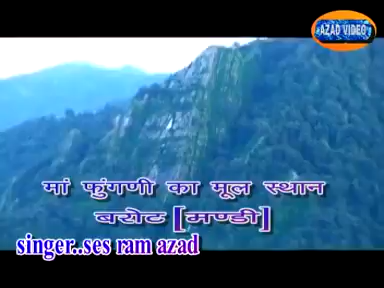 AZAD VIDEO
मां फुंगणी का मूल स्थान
बरोट [मण्डी]
singer..ses ram azad